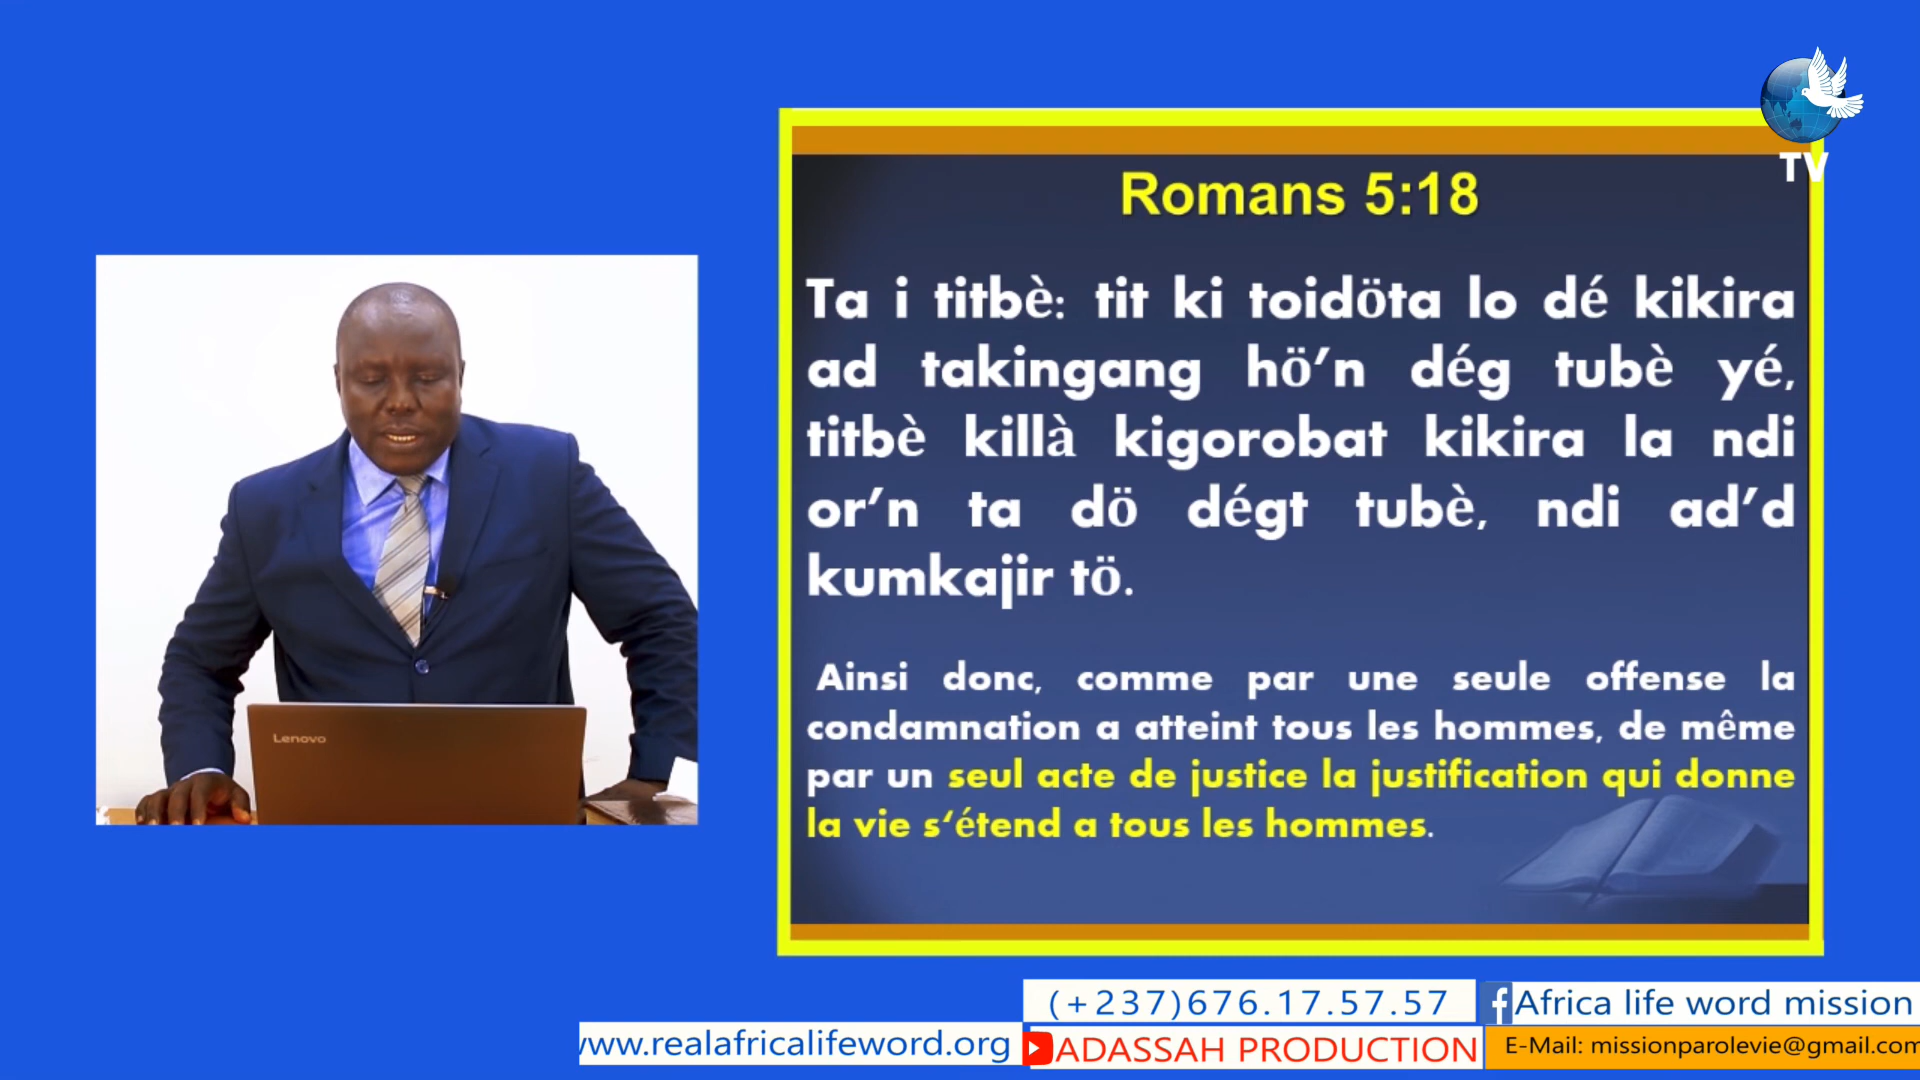 TV
Romans 5:18
Ta i titbè: tit ki toidöta lo dé kikira
ad takingang hö’n dég tubè yé,
titbè killà kigorobat kikira la ndi
or’n ta dö dégt tubè, ndi ad’d
kumkajir tö.
Ainsi donc, comme par une seule offense la
condamnation a atteint tous les hommes, de même
par un seul acte de justice la justification qui donne
la vie s‘étend a tous les hommes.
Lenovo
(+237)676.17.57.57
Africa life word mission
www.realafricalifeword.org
ADASSAH PRODUCTION
E-Mail: missionparolevie@gmail.com